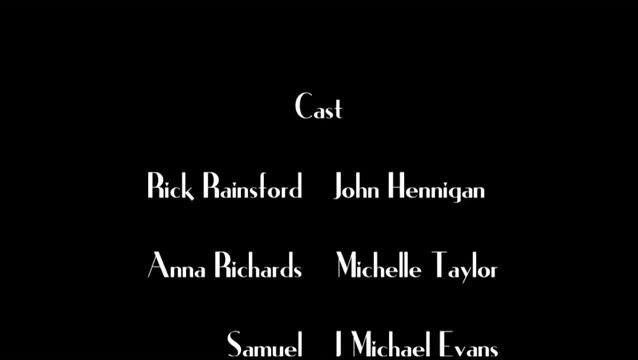 Cast
Rick Rainsford John Hennigan
Anna Richards Michelle Taylor
Samuel J Michael Evans